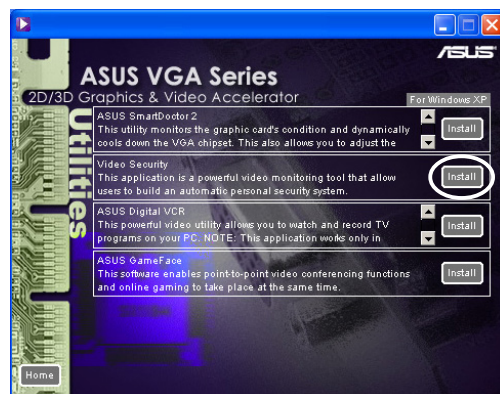 ASUS
ASUS VGA Series
2D/3D Graphics & Video Accelerator
For Windows XP
Utilities
ASUS SmartDoctor 2
This utility monitors the graphic card's condition and dynamically
cools down the VGA chipset. This also allows you to adjust the
Install
Video Security
This application is a powerful video monitoring tool that allow
users to build an automatic personal security system.
Install
ASUS Digital VCR
This powerful video utility allows you to watch and record TV
programs on your PC. NOTE: This application works only in
Install
ASUS GameFace
This software enables point-to-point video conferencing functions
and online gaming to take place at the same time.
Install
Home